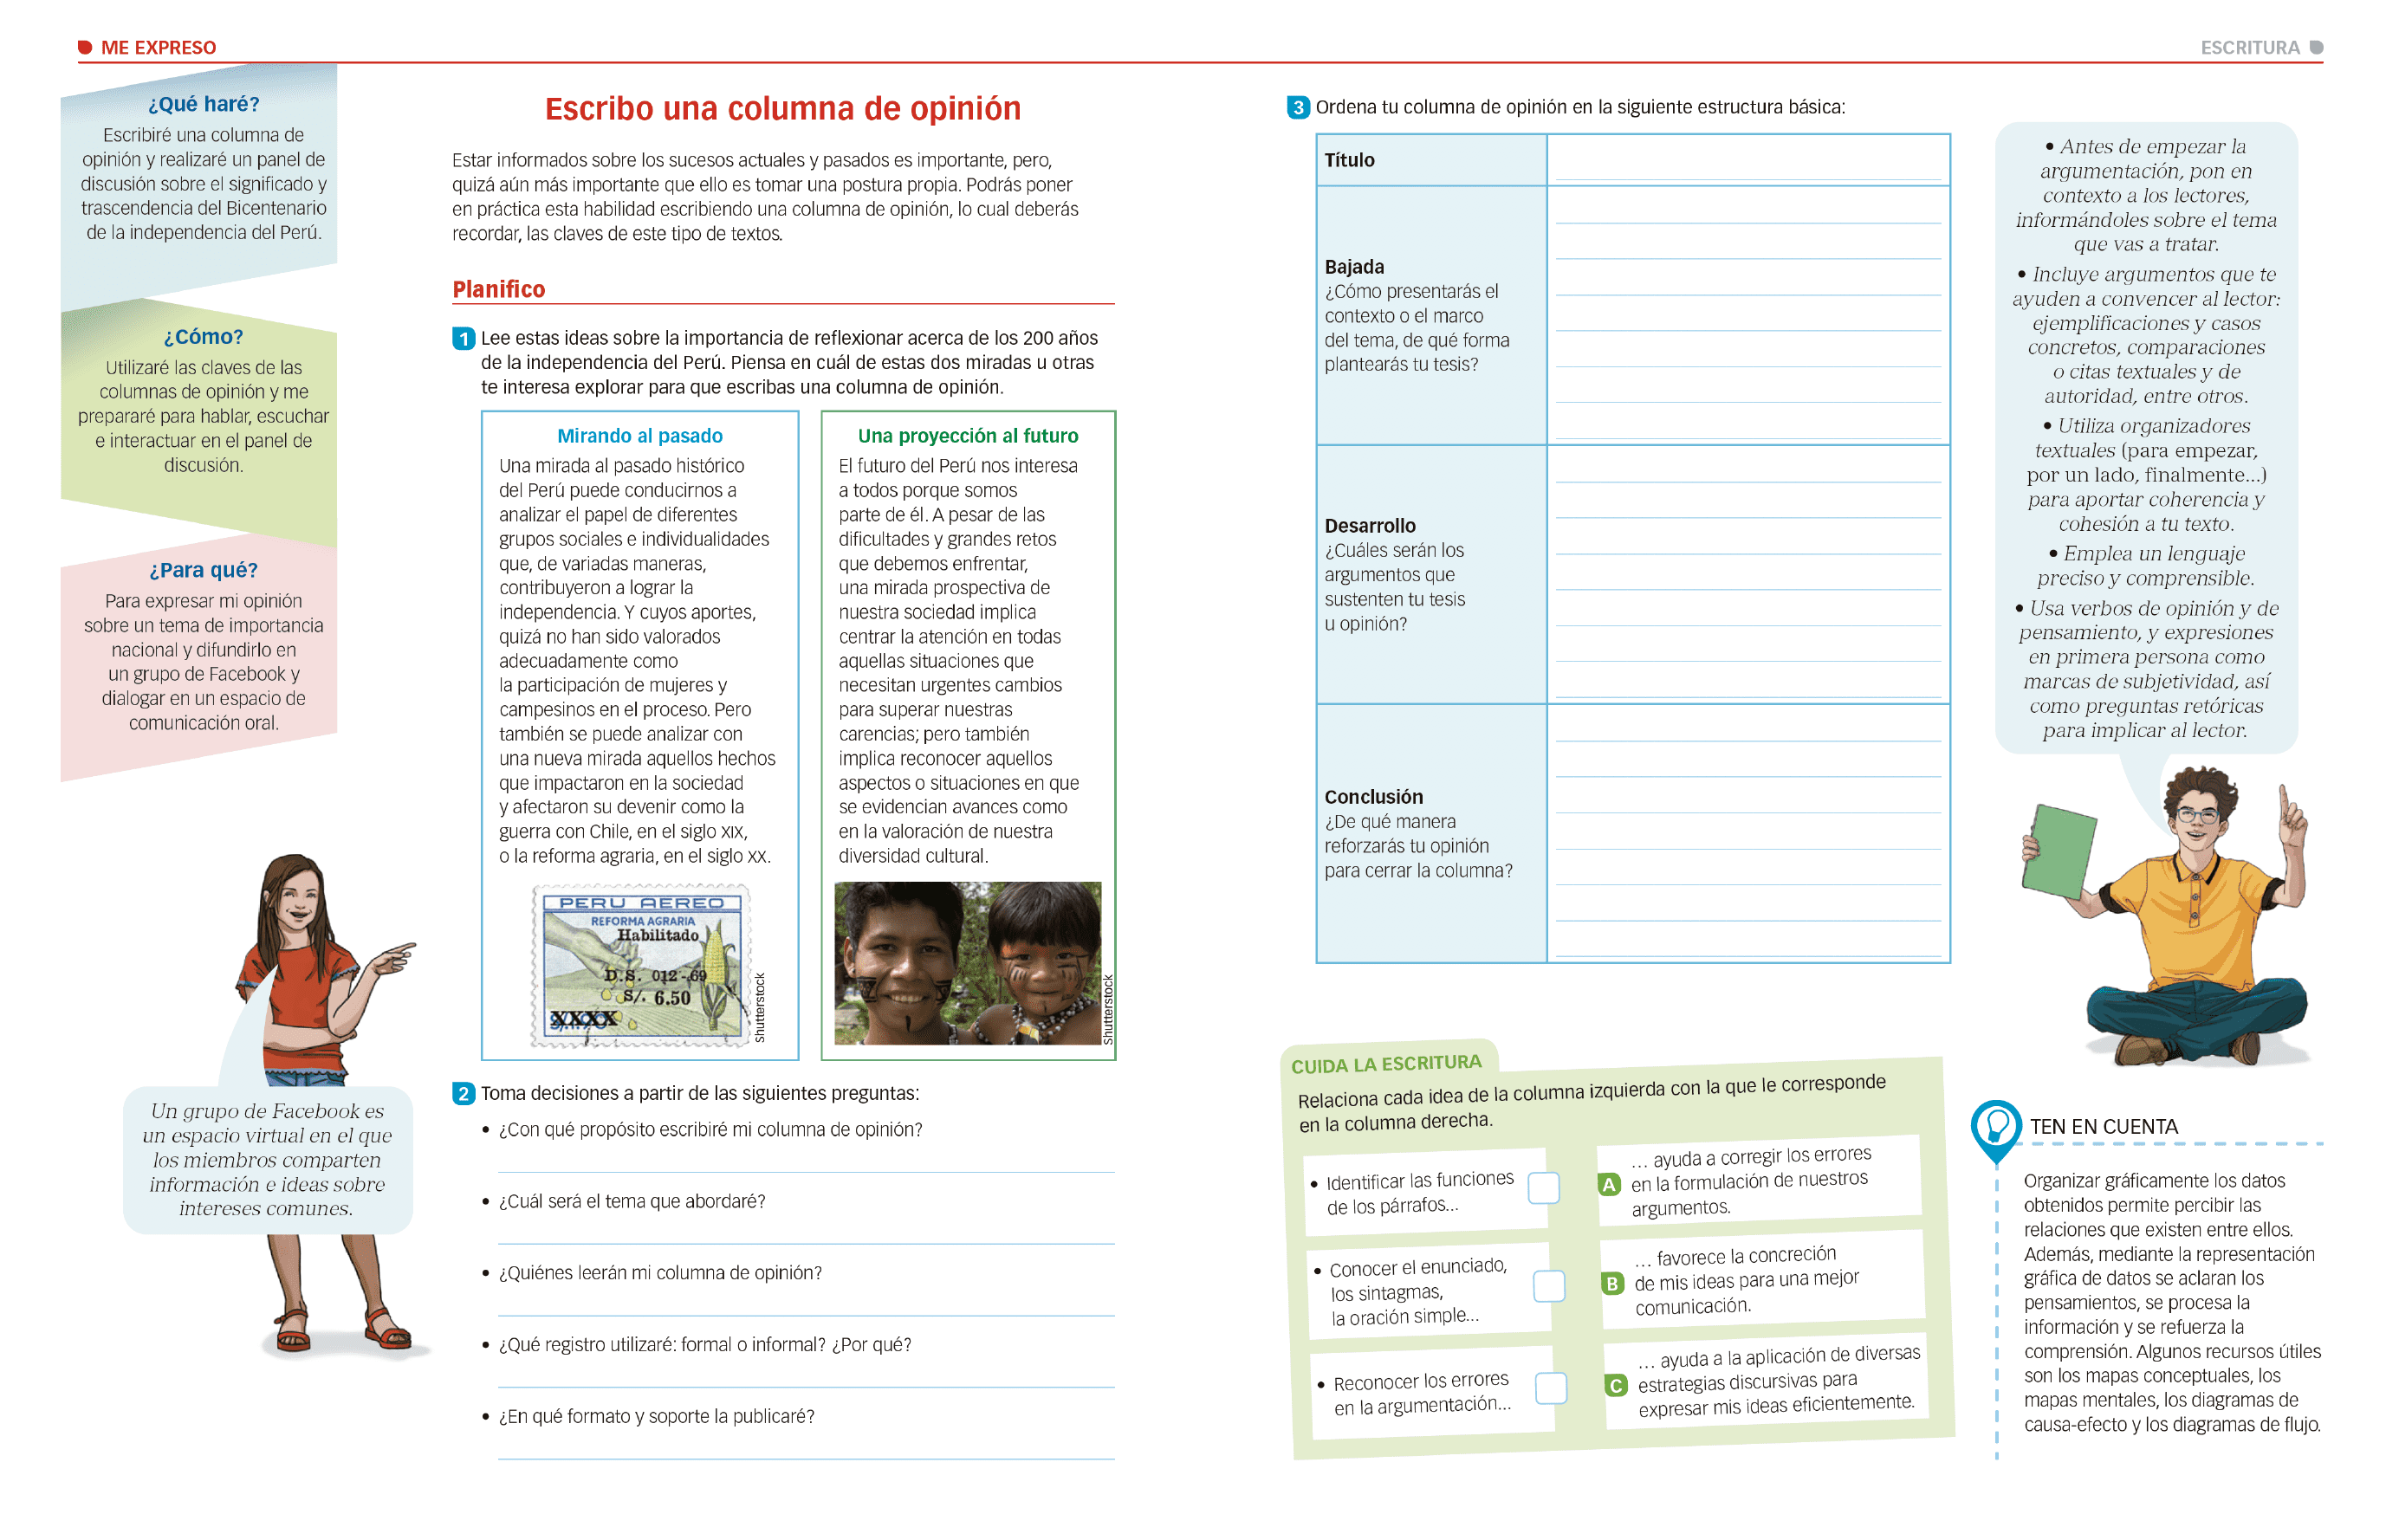 ME EXPRESO
ESCRITURA
¿Qué haré?
Escribiré una columna de
opinión y realizaré un panel de
discusión sobre el significado y
trascendencia del Bicentenario
de la independencia del Perú.
¿Cómo?
Utilizaré las claves de las
columnas de opinión y me
prepararé para hablar, escuchar
e interactuar en el panel de
discusión.
¿Para qué?
Para expresar mi opinión
sobre un tema de importancia
nacional y difundirlo en
un grupo de Facebook y
dialogar en un espacio de
comunicación oral.
Un grupo de Facebook es
un espacio virtual en el que
los miembros comparten
información e ideas sobre
intereses comunes.
Escribo una columna de opinión
Estar informados sobre los sucesos actuales y pasados es importante, pero,
quizá aún más importante que ello es tomar una postura propia. Podrás poner
en práctica esta habilidad escribiendo una columna de opinión, lo cual deberás
recordar, las claves de este tipo de textos.
Planifico
1 Lee estas ideas sobre la importancia de reflexionar acerca de los 200 años
de la independencia del Perú. Piensa en cuál de estas dos miradas u otras
te interesa explorar para que escribas una columna de opinión.
Mirando al pasado
Una mirada al pasado histórico
del Perú puede conducirnos a
analizar el papel de diferentes
grupos sociales e individualidades
que, de variadas maneras,
contribuyeron a lograr la
independencia. Y cuyos aportes,
quizá no han sido valorados
adecuadamente como
la participación de mujeres y
campesinos en el proceso. Pero
también se puede analizar con
una nueva mirada aquellos hechos
que impactaron en la sociedad
y afectaron su devenir como la
guerra con Chile, en el siglo XIX,
o la reforma agraria, en el siglo XX.
PERU AEREO
REFORMA AGRARIA
Habilitado
D.S. 012-69
S/. 6.50
XXXX
Shutterstock
Una proyección al futuro
El futuro del Perú nos interesa
a todos porque somos
parte de él. A pesar de las
dificultades y grandes retos
que debemos enfrentar,
una mirada prospectiva de
nuestra sociedad implica
centrar la atención en todas
aquellas situaciones que
necesitan urgentes cambios
para superar nuestras
carencias; pero también
implica reconocer aquellos
aspectos o situaciones en que
se evidencian avances como
en la valoración de nuestra
diversidad cultural.
Shutterstock
2 Toma decisiones a partir de las siguientes preguntas:
• ¿Con qué propósito escribiré mi columna de opinión?
• ¿Cuál será el tema que abordaré?
• ¿Quiénes leerán mi columna de opinión?
• ¿Qué registro utilizaré: formal o informal? ¿Por qué?
• ¿En qué formato y soporte la publicaré?
3 Ordena tu columna de opinión en la siguiente estructura básica:
Título
Bajada
¿Cómo presentarás el
contexto o el marco
del tema, de qué forma
plantearás tu tesis?
Desarrollo
¿Cuáles serán los
argumentos que
sustenten tu tesis
u opinión?
Conclusión
¿De qué manera
reforzarás tu opinión
para cerrar la columna?
• Antes de empezar la
argumentación, pon en
contexto a los lectores,
informándoles sobre el tema
que vas a tratar.
• Incluye argumentos que te
ayuden a convencer al lector:
ejemplificaciones y casos
concretos, comparaciones
o citas textuales y de
autoridad, entre otros.
• Utiliza organizadores
textuales (para empezar,
por un lado, finalmente...)
para aportar coherencia y
cohesión a tu texto.
• Emplea un lenguaje
preciso y comprensible.
• Usa verbos de opinión y de
pensamiento, y expresiones
en primera persona como
marcas de subjetividad, así
como preguntas retóricas
para implicar al lector.
CUIDA LA ESCRITURA
Relaciona cada idea de la columna izquierda con la que le corresponde
en la columna derecha.
• Identificar las funciones
de los párrafos...
• Conocer el enunciado,
los sintagmas,
la oración simple...
• Reconocer los errores
en la argumentación...
A
... ayuda a corregir los errores
en la formulación de nuestros
argumentos.
B
... favorece la concreción
de mis ideas para una mejor
comunicación.
C
... ayuda a la aplicación de diversas
estrategias discursivas para
expresar mis ideas eficientemente.
TEN EN CUENTA
Organizar gráficamente los datos
obtenidos permite percibir las
relaciones que existen entre ellos.
Además, mediante la representación
gráfica de datos se aclaran los
pensamientos, se procesa la
información y se refuerza la
comprensión. Algunos recursos útiles
son los mapas conceptuales, los
mapas mentales, los diagramas de
causa-efecto y los diagramas de flujo.